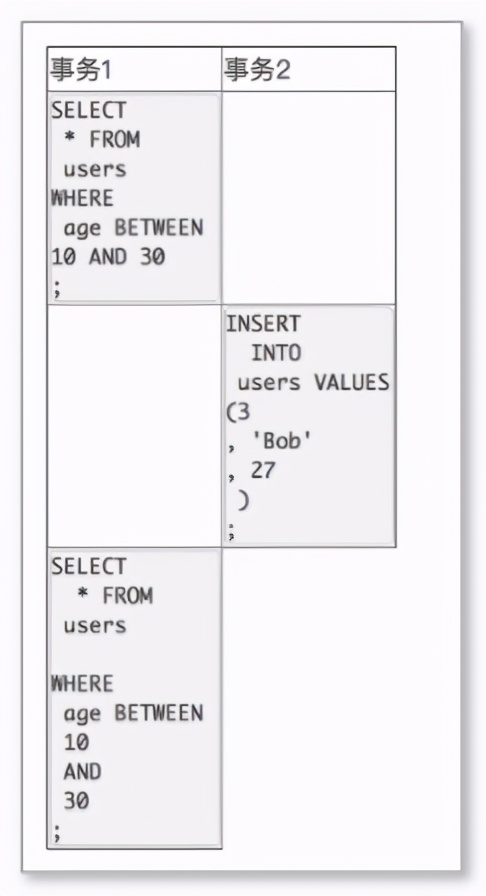 事务1
事务2
SELECT
* FROM
users
WHERE
age BETWEEN
10 AND 30
;
INSERT
INTO
users VALUES
(3
, 'Bob'
, 27
)
;
SELECT
* FROM
users
WHERE
age BETWEEN
10
AND
30
;